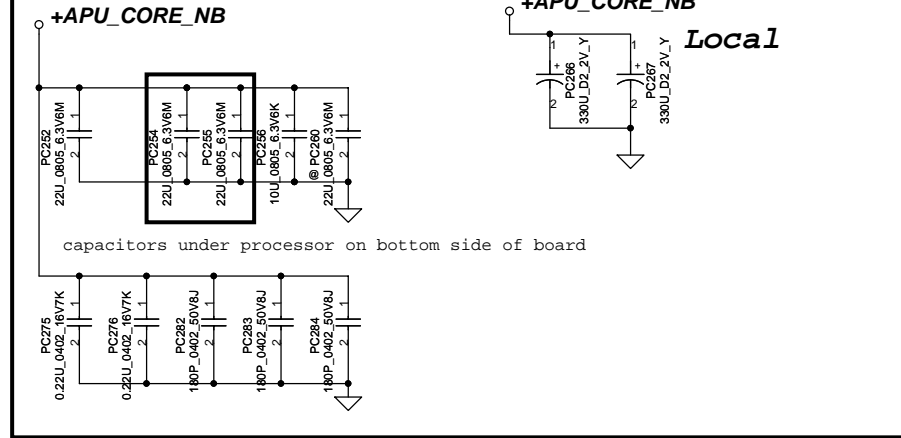 +APU_CORE_NB
+APU_CORE_NB
Local
1
2
PC266
330U_D2_2V_Y
1
2
PC267
330U_D2_2V_Y
+
+
PC252
22U_0805_6.3V6M
1
2
PC254
22U_0805_6.3V6M
1
2
PC255
22U_0805_6.3V6M
1
2
PC256
10U_0805_6.3V6K
1
2
@ PC260
22U_0805_6.3V6M
1
2
capacitors under processor on bottom side of board
PC275
0.22U_0402_16V7K
1
2
PC276
0.22U_0402_16V7K
1
2
PC282
180P_0402_50V8J
1
2
PC283
180P_0402_50V8J
1
2
PC284
180P_0402_50V8J
1
2